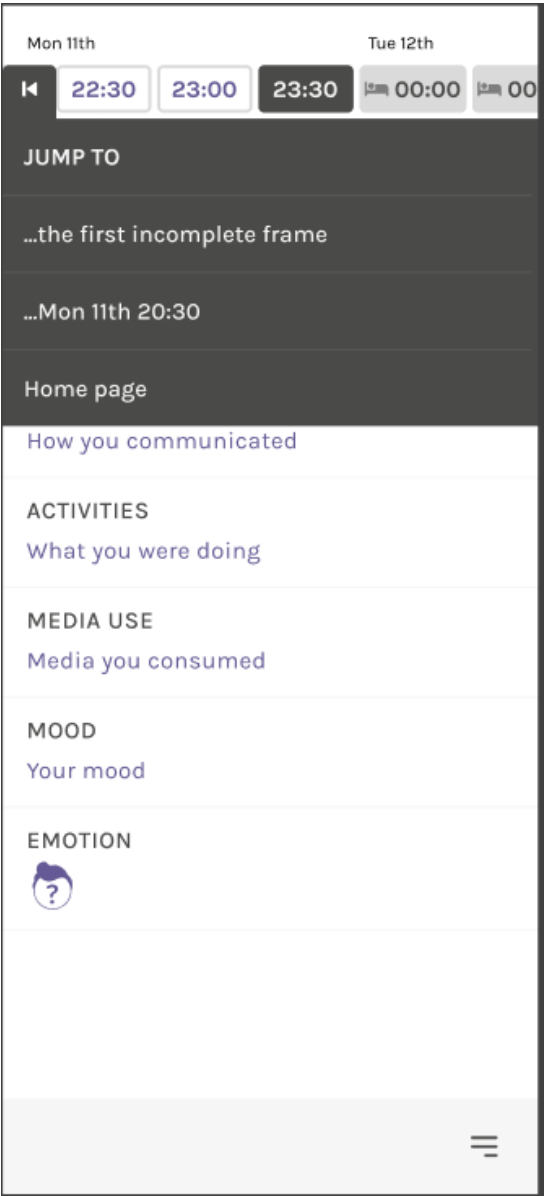 Mon 11th Tue 12th
22:30 23:00 23:30 00:00 00
JUMP TO
...the first incomplete frame
...Mon 11th 20:30
Home page
How you communicated
ACTIVITIES
What you were doing
MEDIA USE
Media you consumed
MOOD
Your mood
EMOTION
?